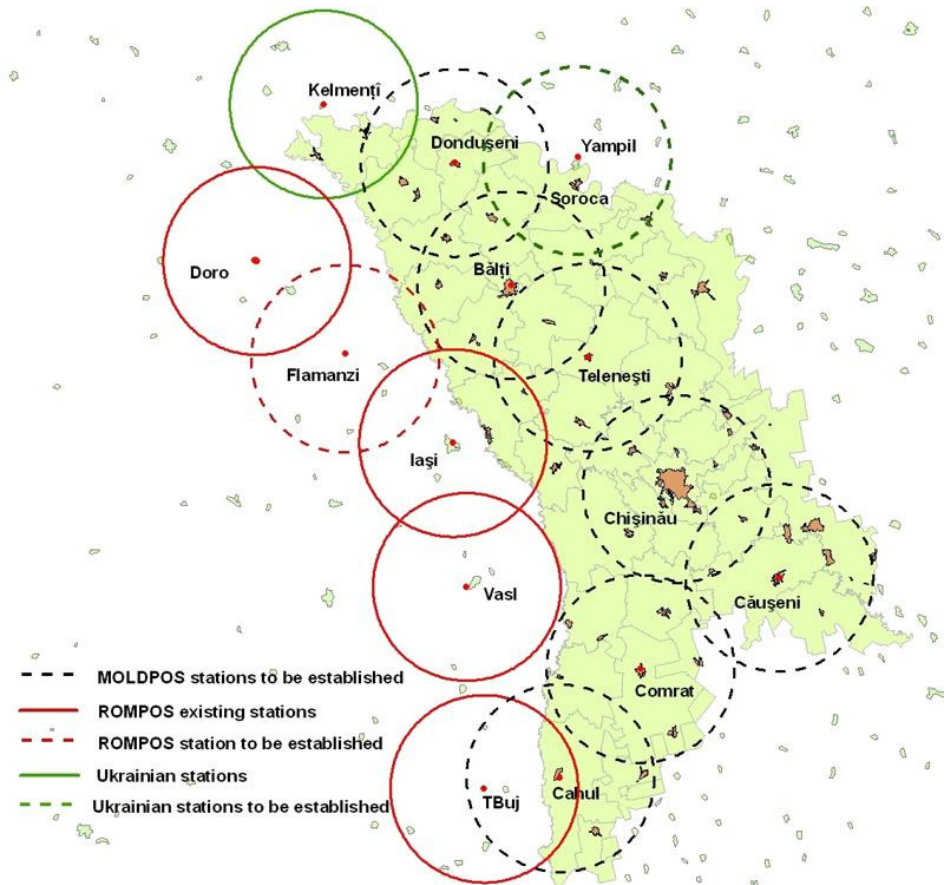 Kelmenți
Dondușeni
Yampil
Soroca
Doro
Bălți
Flamanzi
Telenești
Iași
Chișinău
Vasl
Căușeni
Comrat
TBuj
Cahul
MOLDPOS stations to be established
ROMPOS existing stations
ROMPOS station to be established
Ukrainian stations
Ukrainian stations to be established